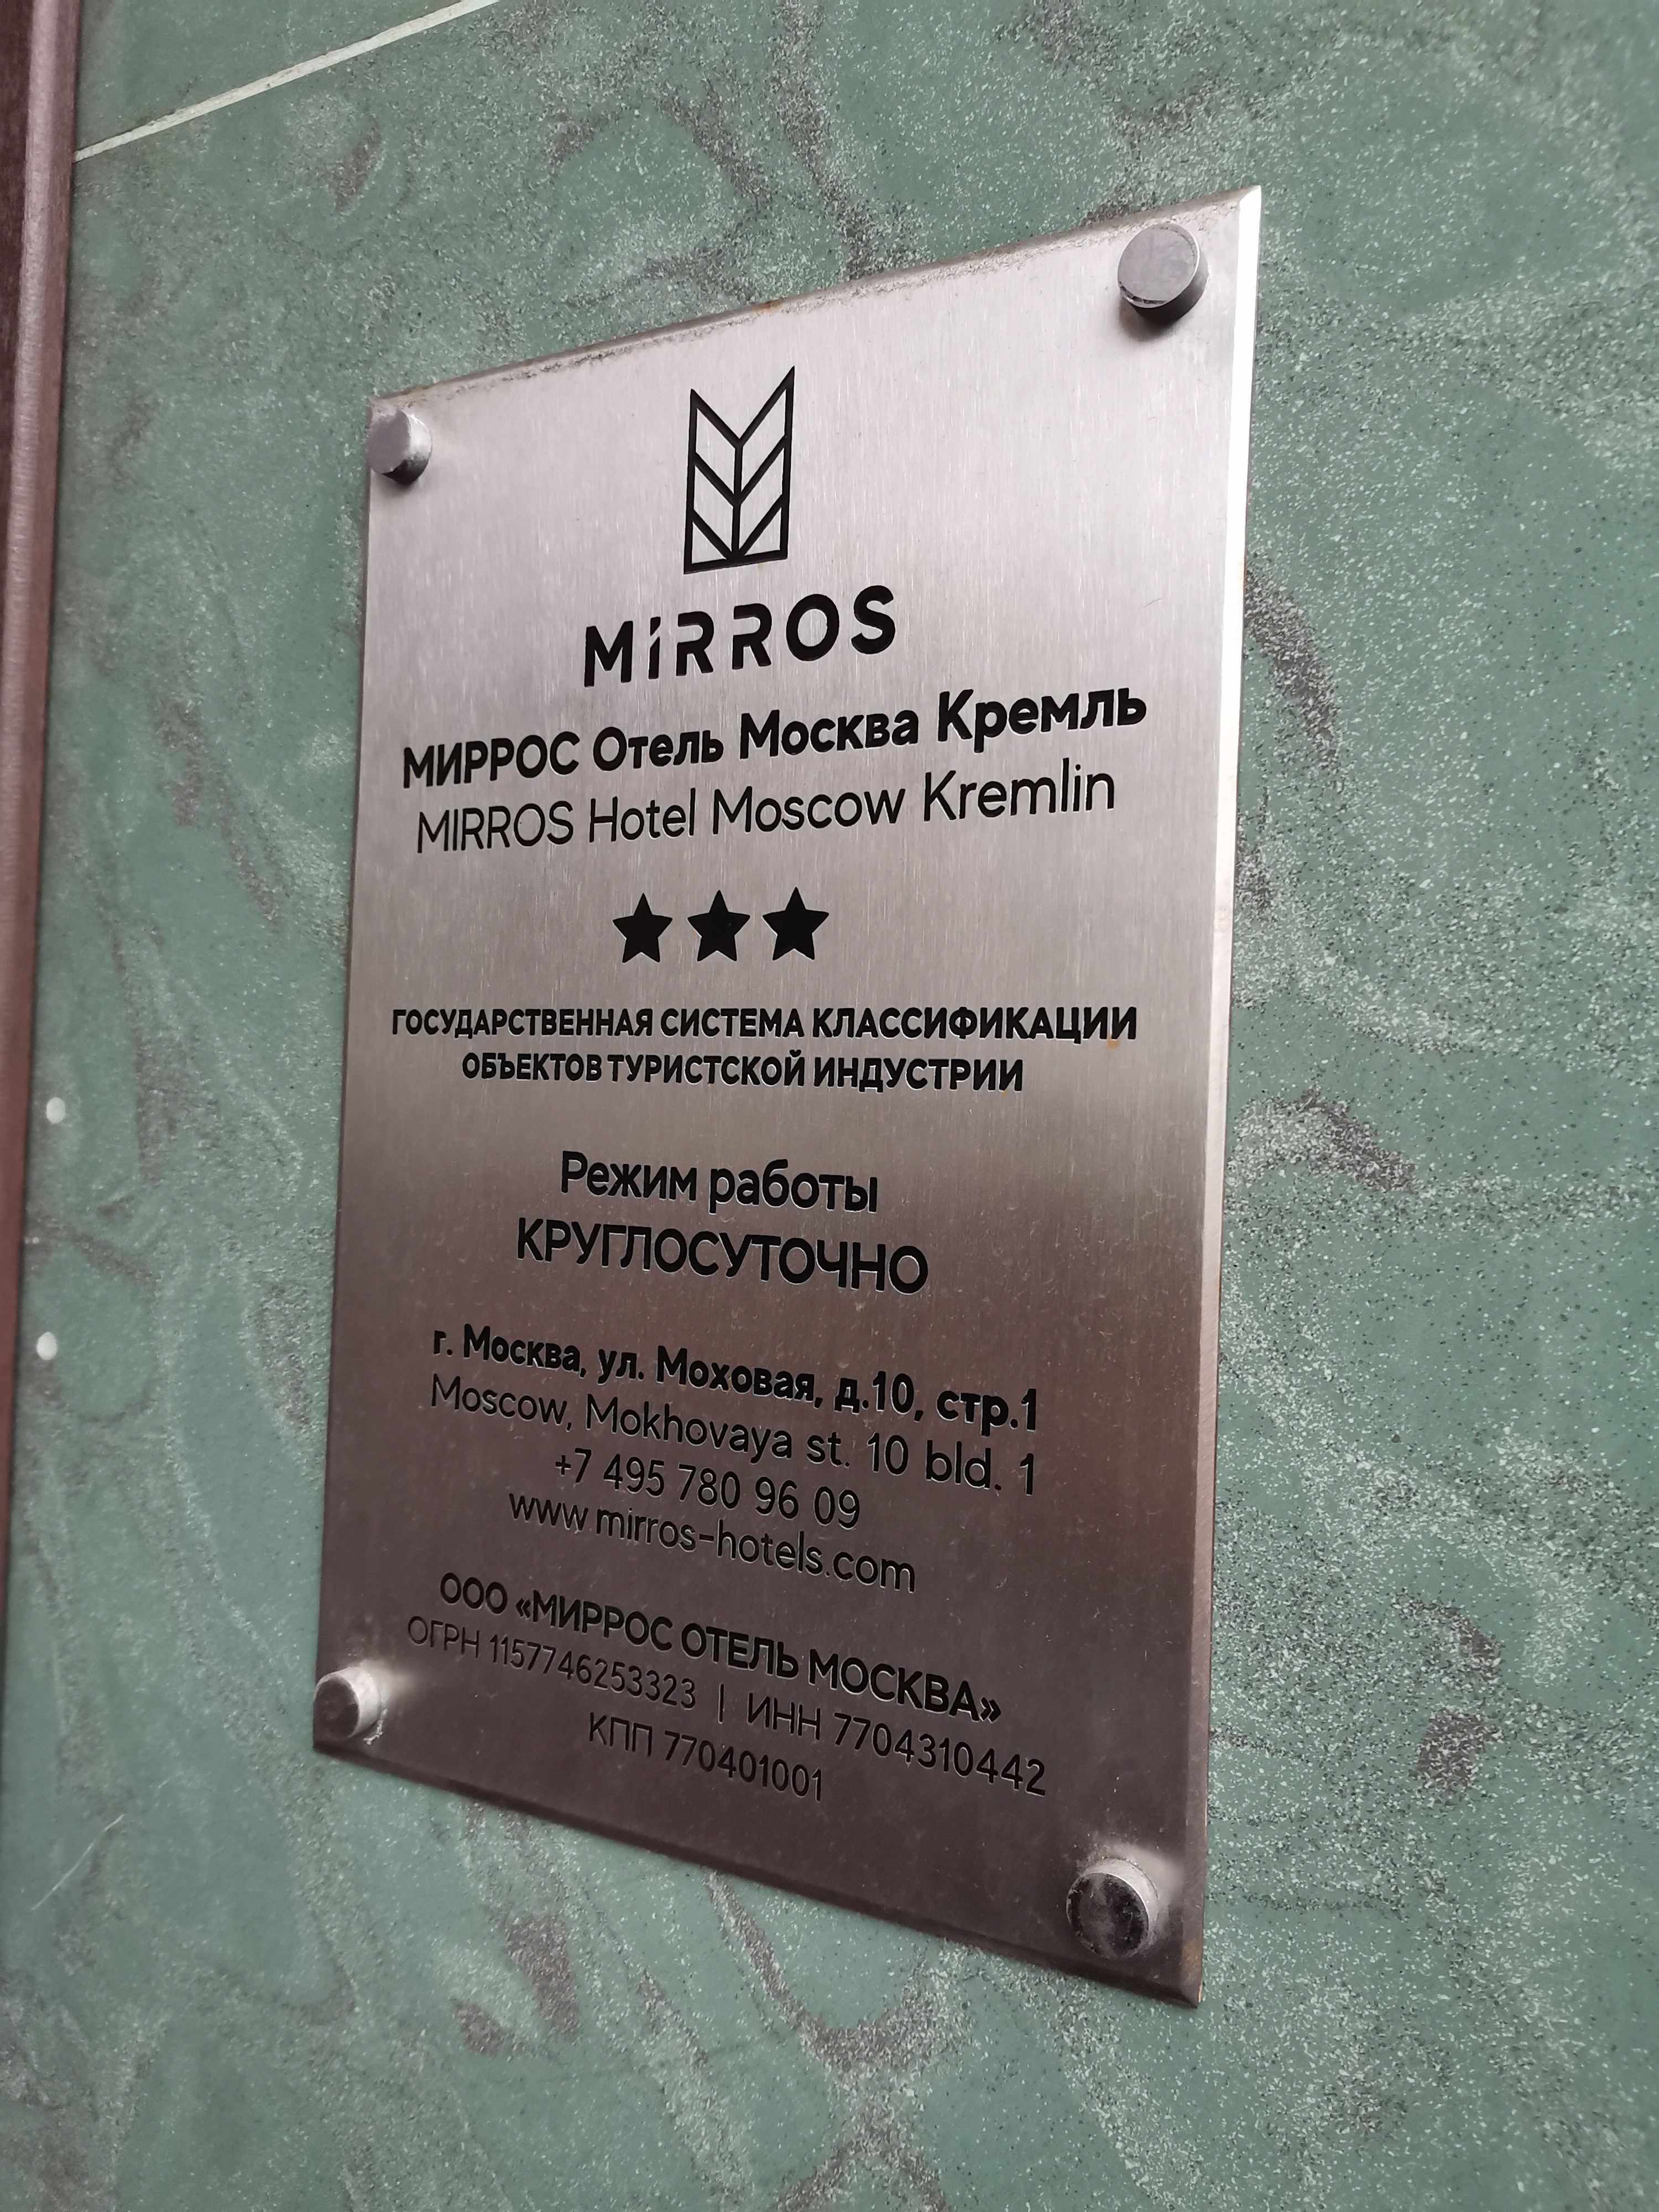 MiRROS
МИРРОС Отель Москва Кремль
MIRROS Hotel Moscow Kremlin
★★★
ГОСУДАРСТВЕННАЯ СИСТЕМА КЛАССИФИКАЦИИ
ОБЪЕКТОВ ТУРИСТСКОЙ ИНДУСТРИИ
Режим работы
КРУГЛОСУТОЧНО
г. Москва, ул. Моховая, д.10, стр.1
Moscow, Mokhovaya st. 10 bld. 1
+7 495 780 96 09
www.mirros-hotels.com
ООО «МИРРОС ОТЕЛЬ МОСКВА»
ОГРН 1157746253323 | ИНН 7704310442
КПП 770401001